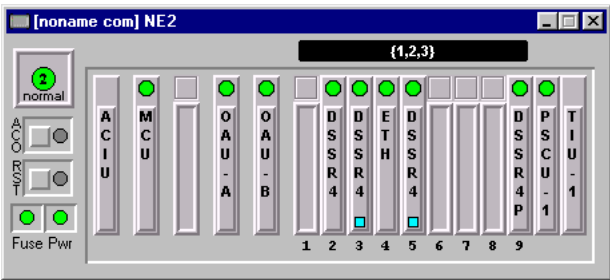 [noname com] NE2
{1,2,3}
2
normal
ACO
RST
Fuse Pwr
ACIU
MCU
OAU-A
OAU-B
DSSR4
DSSR4
ETH
DSSR4
DSSR4P
PSCU-1
TIU-1
1 2 3 4 5 6 7 8 9